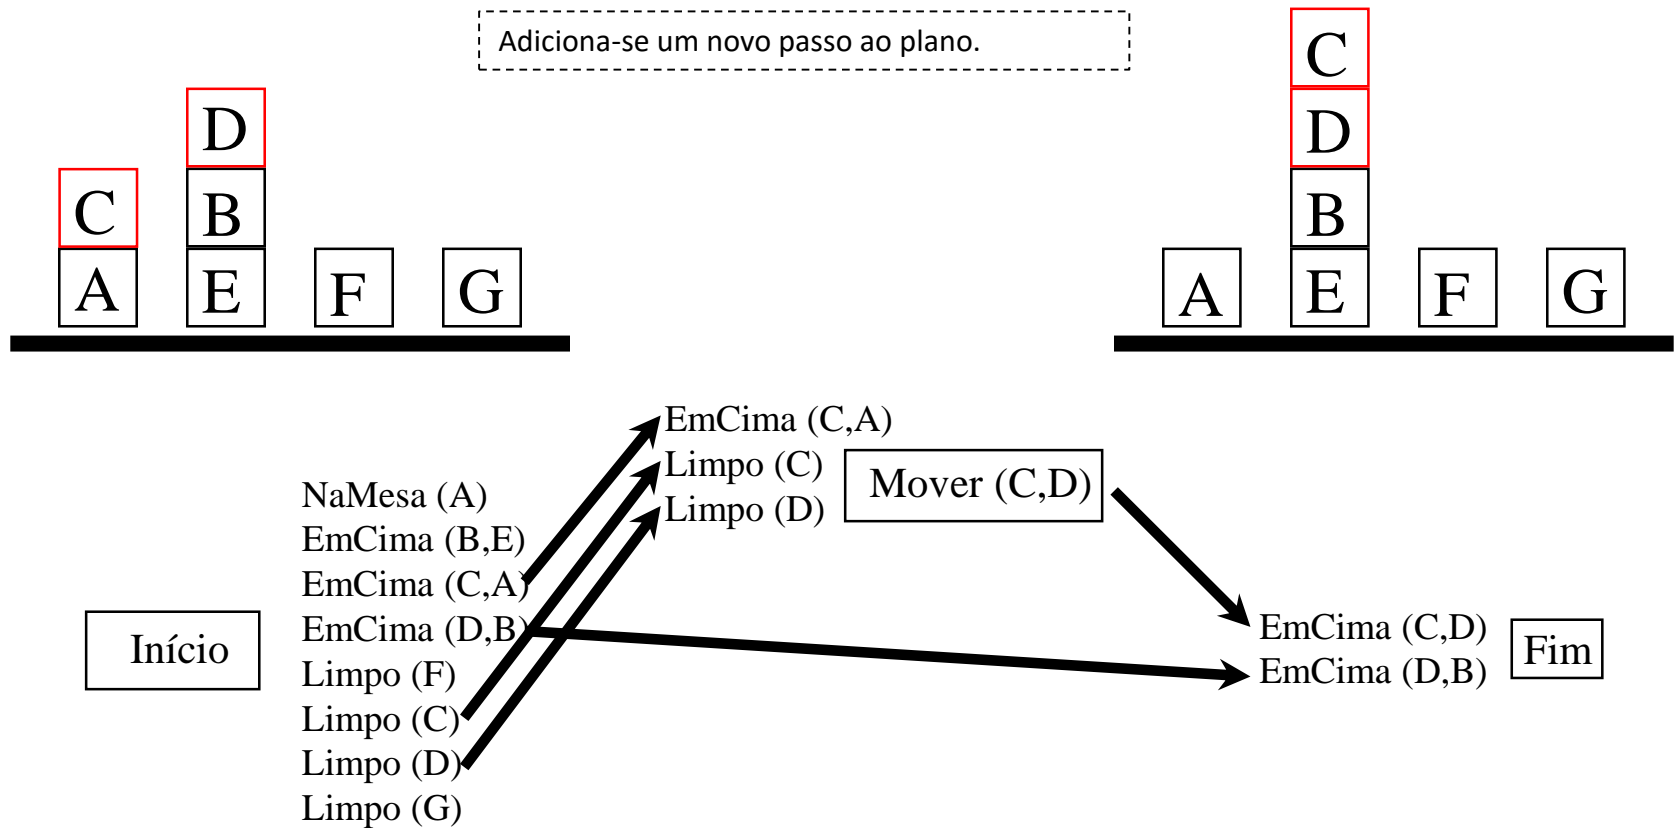 Adiciona-se um novo passo ao plano.
D
C
B
A
E
F
G
C
D
B
A
E
F
G
EmCima (C,A)
Limpo (C)
Limpo (D)
Mover (C,D)
Início
NaMesa (A)
EmCima (B,E)
EmCima (C,A)
EmCima (D,B)
Limpo (F)
Limpo (C)
Limpo (D)
Limpo (G)
EmCima (C,D)
EmCima (D,B)
Fim